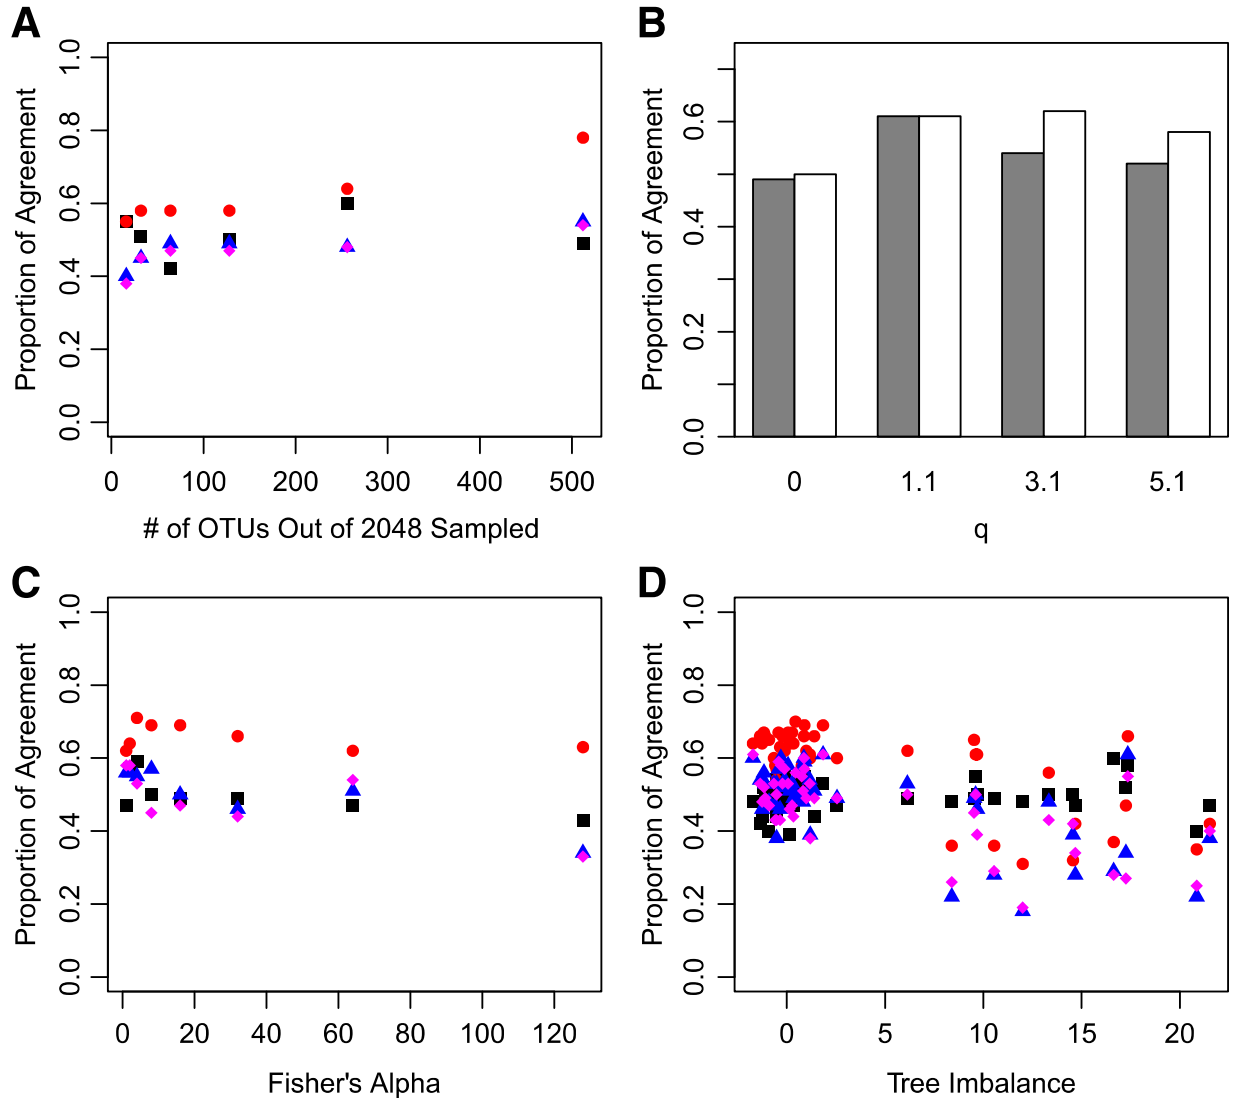 A
Proportion of Agreement
1.0
0.8
0.6
0.4
0.2
0.0
0 100 200 300 400 500
# of OTUs Out of 2048 Sampled
B
Proportion of Agreement
0.6
0.4
0.2
0.0
0 1.1 3.1 5.1
q
C
Proportion of Agreement
1.0
0.8
0.6
0.4
0.2
0.0
0 20 40 60 80 100 120
Fisher's Alpha
D
Proportion of Agreement
1.0
0.8
0.6
0.4
0.2
0.0
0 5 10 15 20
Tree Imbalance